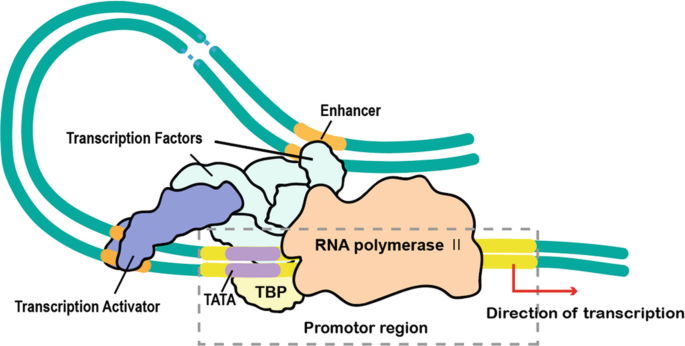 Enhancer
Transcription Factors
RNA polymerase II
Transcription Activator
TATA
TBP
Promotor region
Direction of transcription